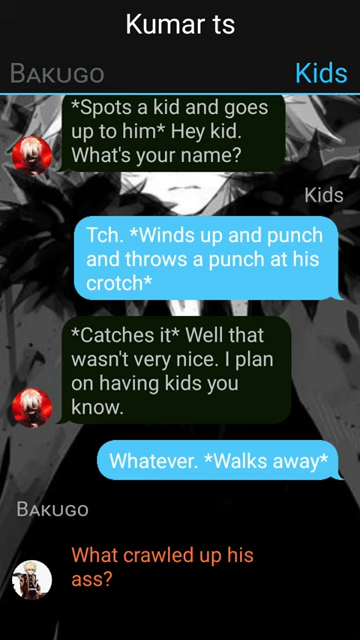 Kumar ts
BAKUGO
Kids
*Spots a kid and goes
up to him* Hey kid.
What's your name?
Kids
Tch. *Winds up and punch
and throws a punch at his
crotch*
*Catches it* Well that
wasn't very nice. I plan
on having kids you
know.
Whatever. *Walks away*
BAKUGO
What crawled up his
ass?